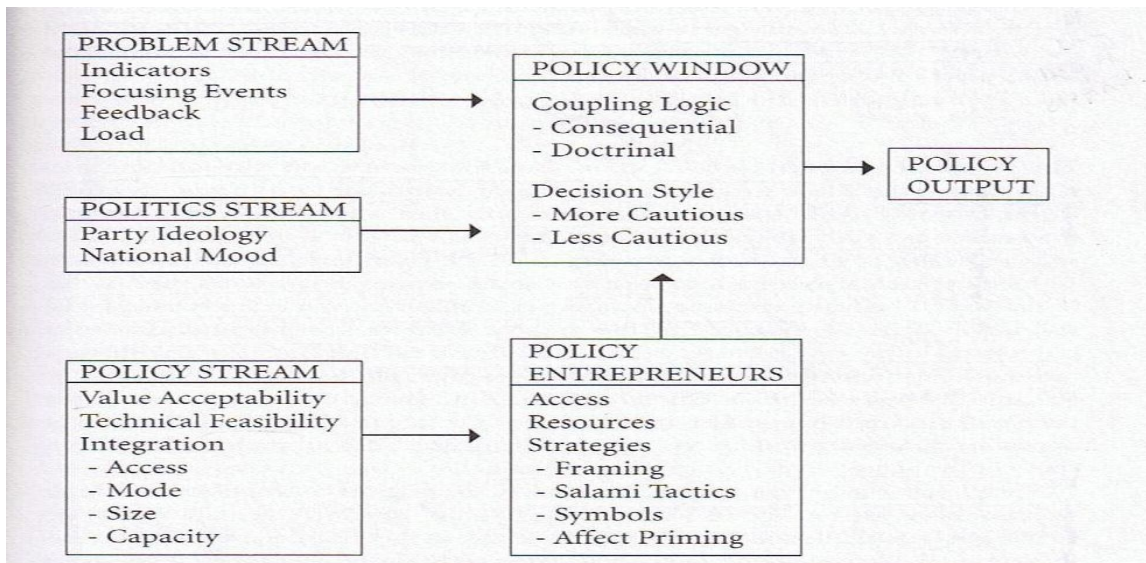 PROBLEM STREAM
Indicators
Focusing Events
Feedback
Load
POLITICS STREAM
Party Ideology
National Mood
POLICY STREAM
Value Acceptability
Technical Feasibility
Integration
- Access
- Mode
- Size
- Capacity
POLICY WINDOW
Coupling Logic
- Consequential
- Doctrinal
Decision Style
- More Cautious
- Less Cautious
POLICY
ENTREPRENEURS
Access
Resources
Strategies
- Framing
- Salami Tactics
- Symbols
- Affect Priming
POLICY
OUTPUT